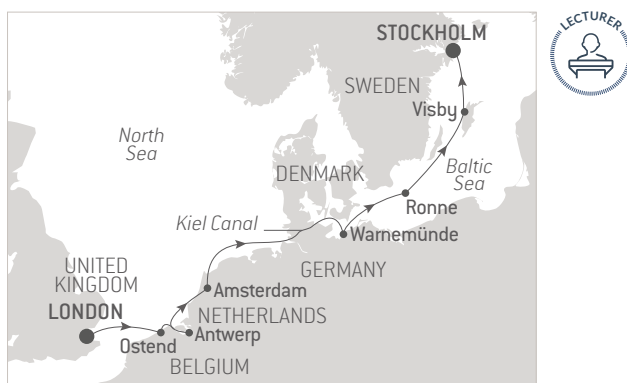 LECTURER
STOCKHOLM
SWEDEN
Visby
North
Sea
Baltic
Sea
DENMARK
Ronne
Kiel Canal
Warnemünde
GERMANY
UNITED
KINGDOM
Amsterdam
LONDON
NETHERLANDS
Ostend
Antwerp
BELGIUM